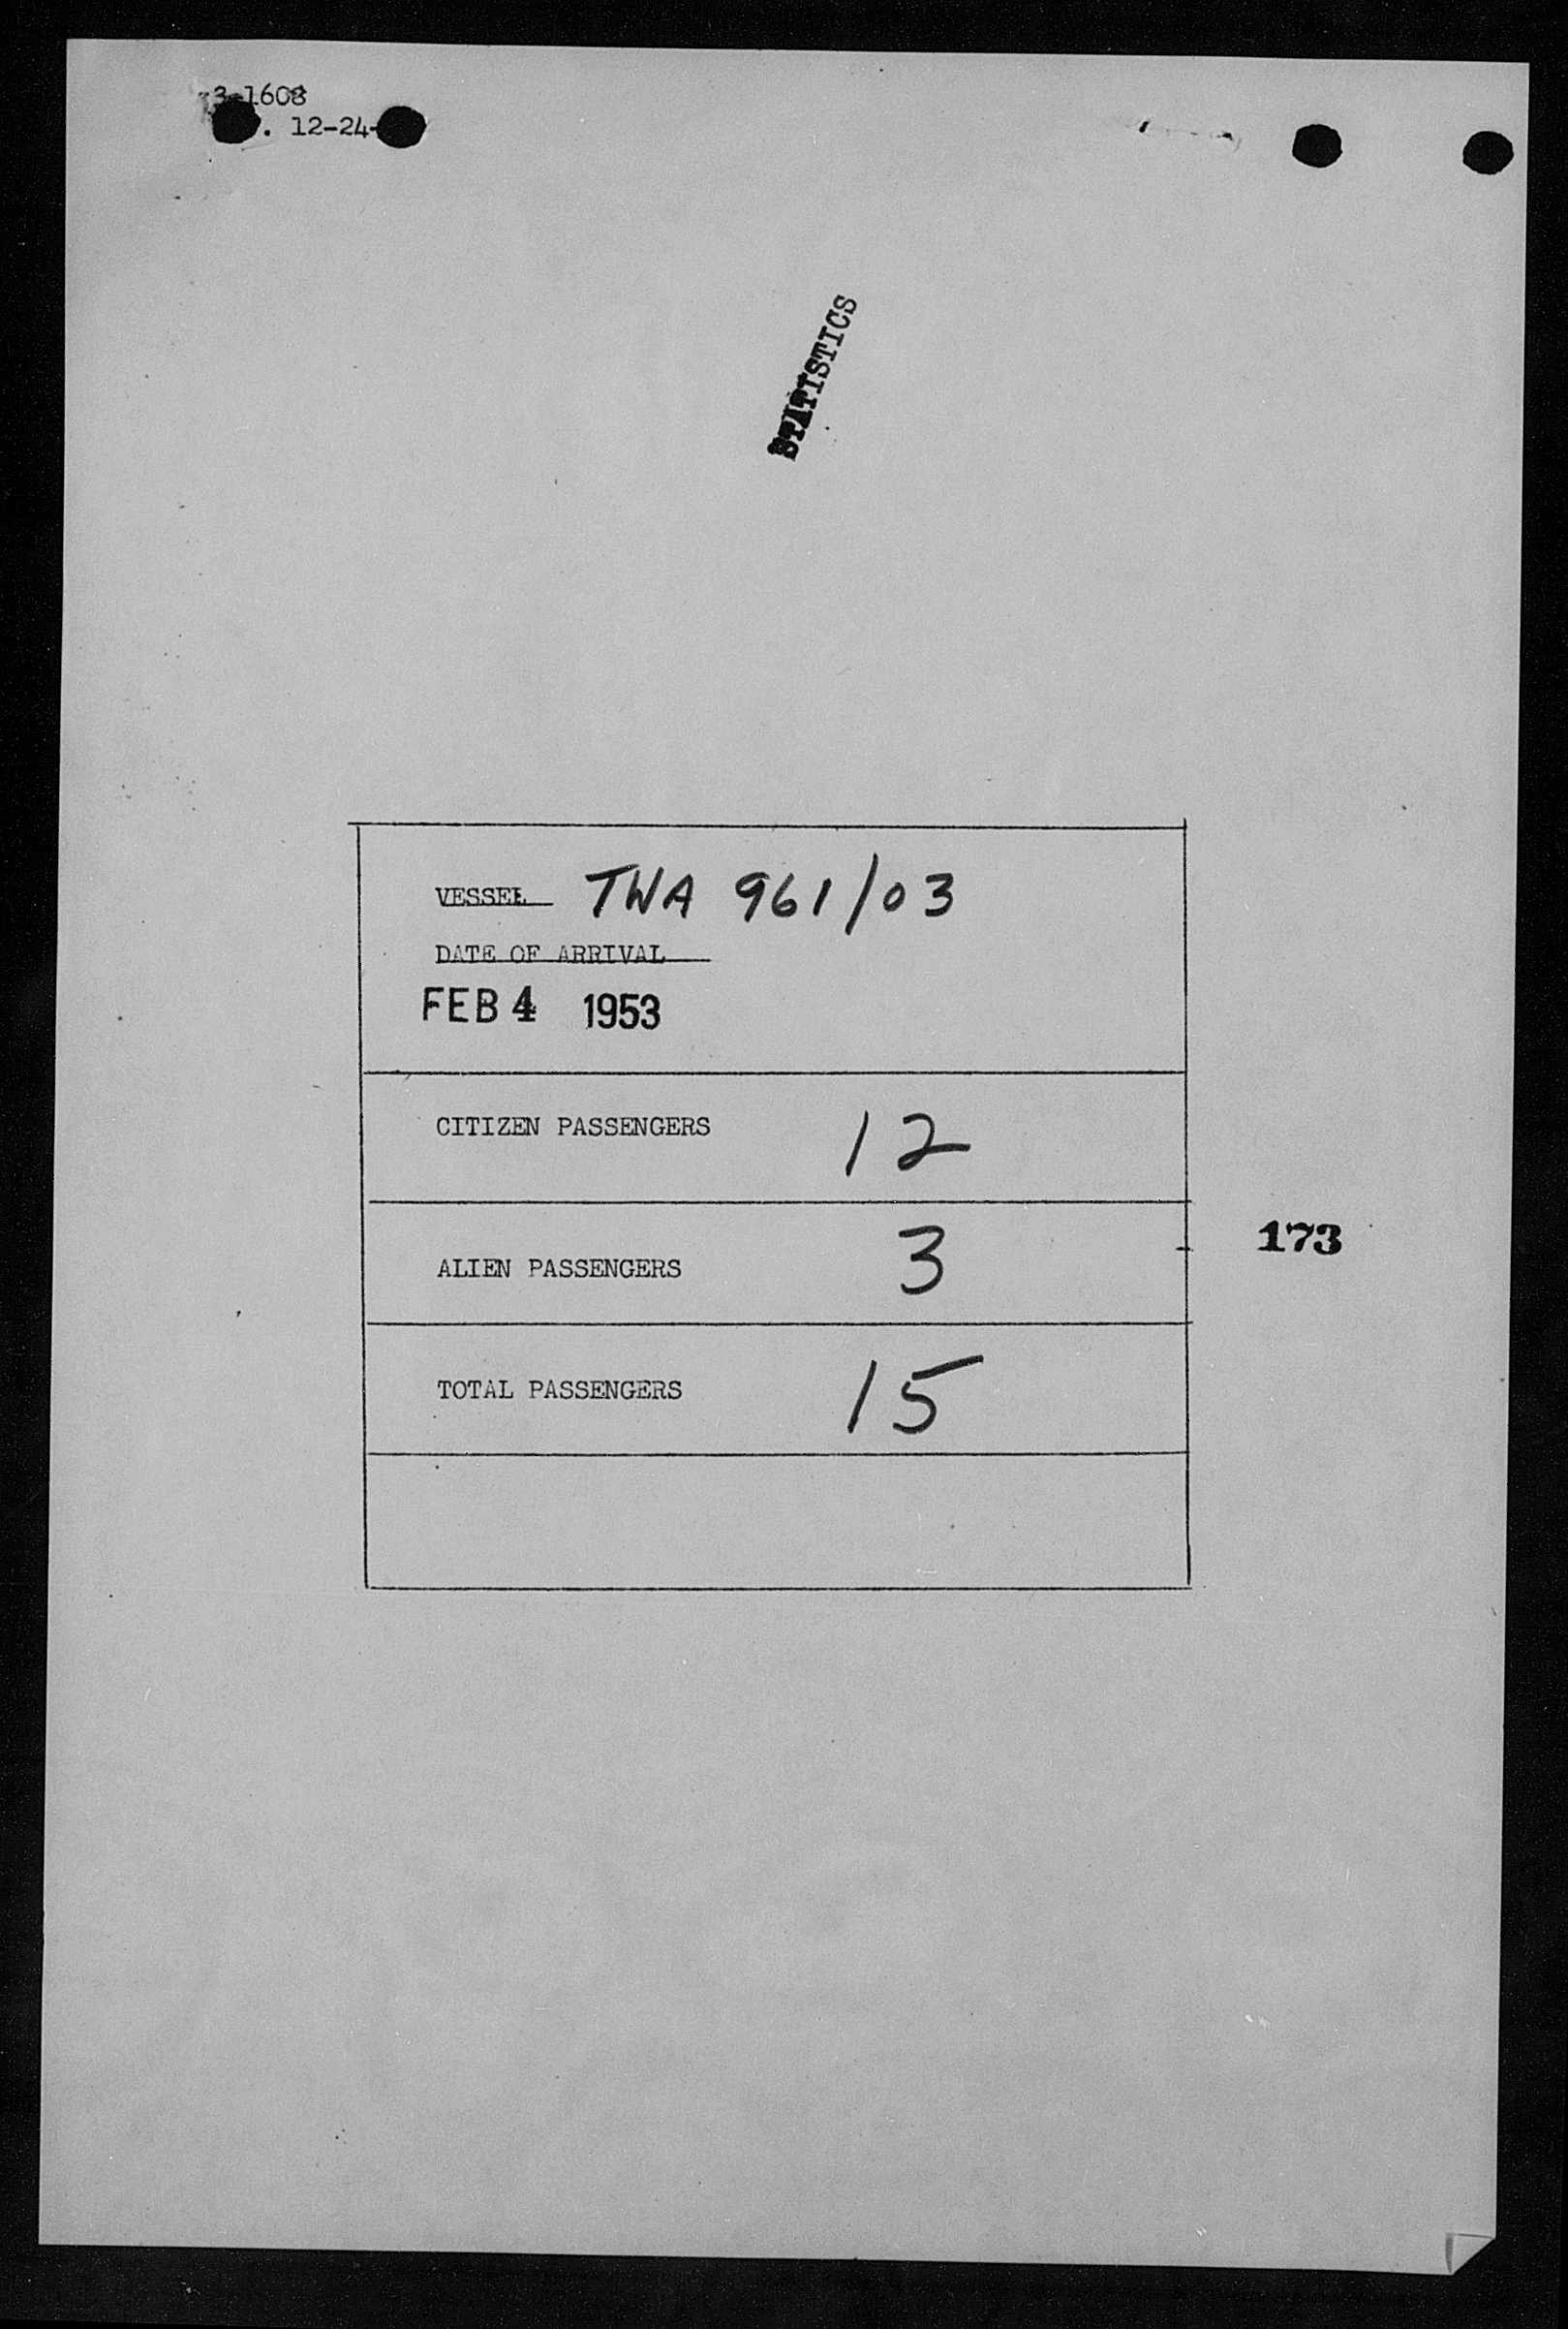 3-1608
. 12-24-
STATISTICS
VESSEL TWA 961/03
DATE OF ARRIVAL
FEB 4 1953
CITIZEN PASSENGERS 12
ALIEN PASSENGERS 3
173
TOTAL PASSENGERS 15